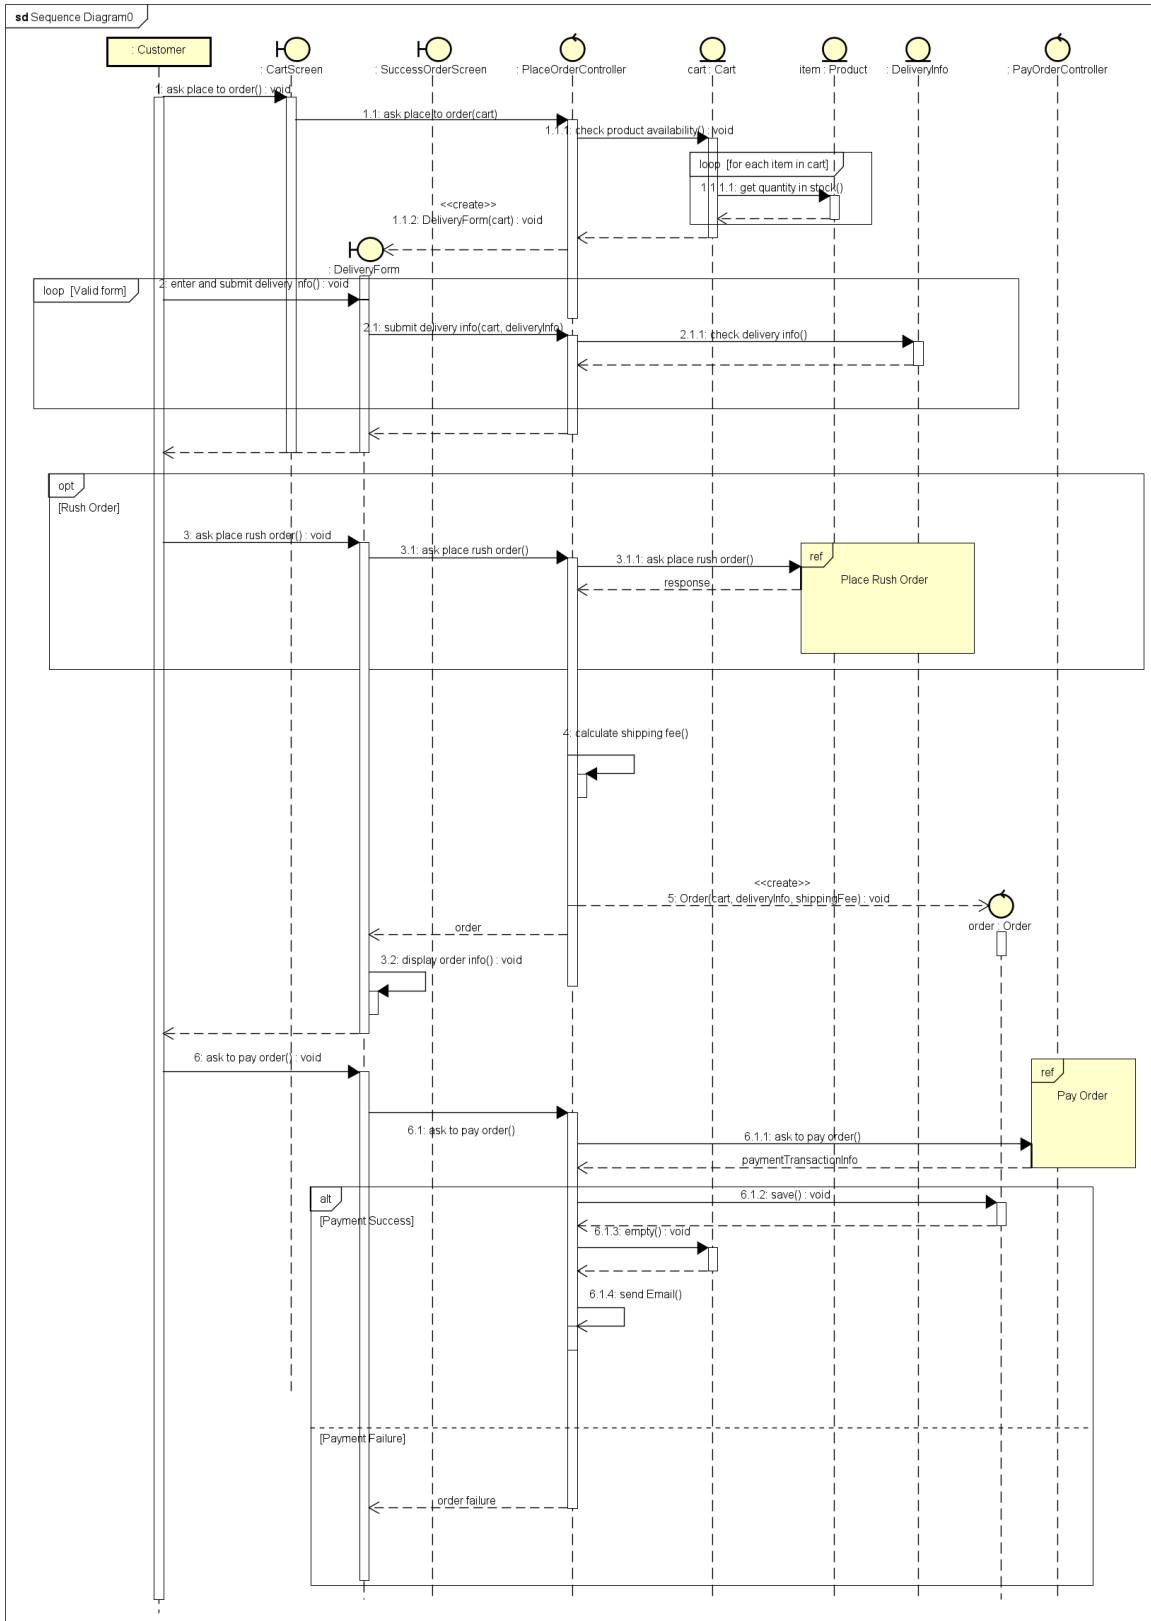 sd Sequence Diagram0
: Customer
: CartScreen
: SuccessOrderScreen
: PlaceOrderController
cart : Cart
item : Product
: DeliveryInfo
: PayOrderController
1: ask place to order() : void
1.1: ask place to order(cart)
1.1.1: check product availability() : void
loop [for each item in cart]
1.1.1.1: get quantity in stock()
<<create>>
1.1.2: DeliveryForm(cart) : void
: DeliveryForm
loop [Valid form]
2: enter and submit delivery info() : void
2.1: submit delivery info(cart, deliveryInfo)
2.1.1: check delivery info()
opt
[Rush Order]
3: ask place rush order() : void
3.1: ask place rush order()
3.1.1: ask place rush order()
ref
Place Rush Order
response
4: calculate shipping fee()
<<create>>
5: Order(cart, deliveryInfo, shippingFee) : void
order : Order
order
3.2: display order info() : void
6: ask to pay order() : void
ref
Pay Order
6.1: ask to pay order()
6.1.1: ask to pay order()
paymentTransactionInfo
alt
[Payment Success]
6.1.2: save() : void
6.1.3: empty() : void
6.1.4: send Email()
[Payment Failure]
order failure